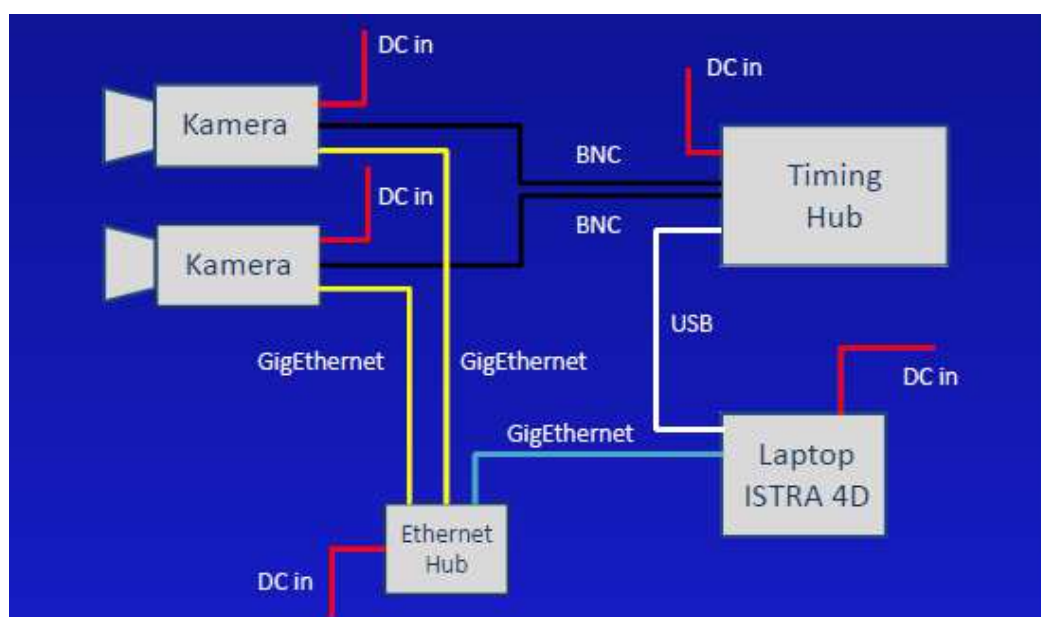 DC in
Kamera
DC in
BNC
Timing
Hub
DC in
BNC
Kamera
USB
GigEthernet
GigEthernet
DC in
GigEthernet
Laptop
ISTRA 4D
Ethernet
Hub
DC in